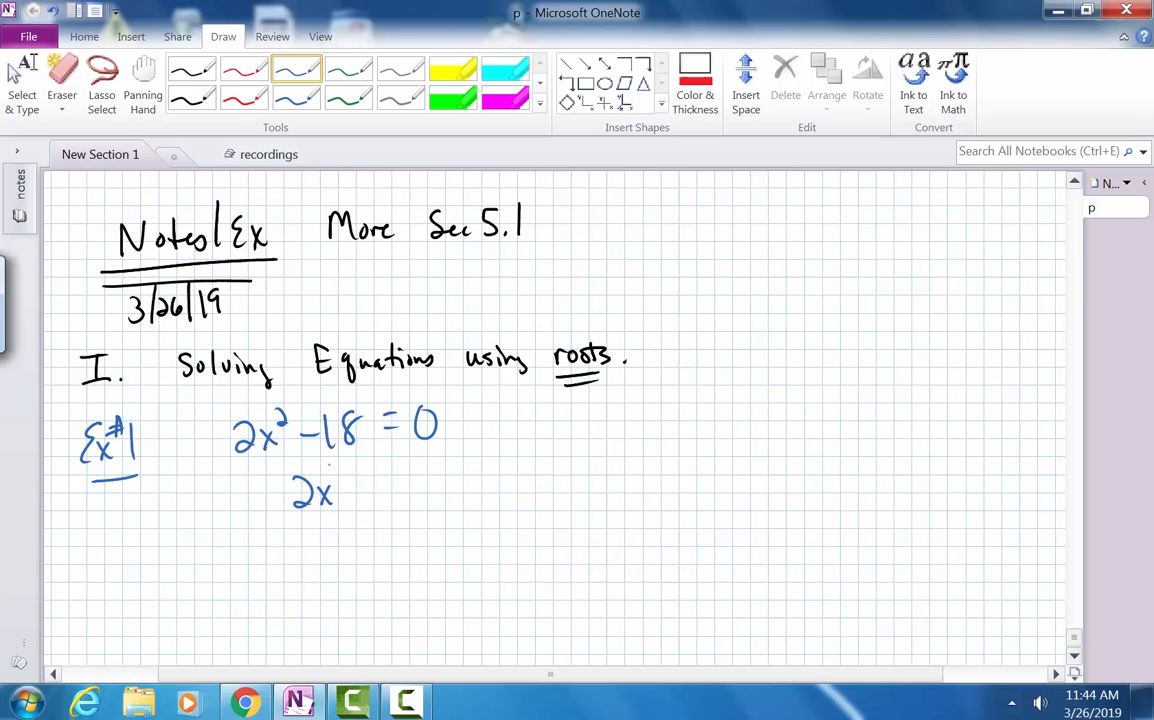 p - Microsoft OneNote
File Home Insert Share Draw Review View
Select & Type Eraser Lasso Select Panning Hand Color & Thickness Insert Space Delete Arrange Rotate Ink to Text Ink to Math
Tools Insert Shapes Edit Convert
New Section 1 recordings Search All Notebooks (Ctrl+E)
notes
N...
p
Notes/Ex More Sec 5.1
3/26/19
I. Solving Equations using roots.
Ex#1 2x² - 18 = 0
2x
11:44 AM
3/26/2019